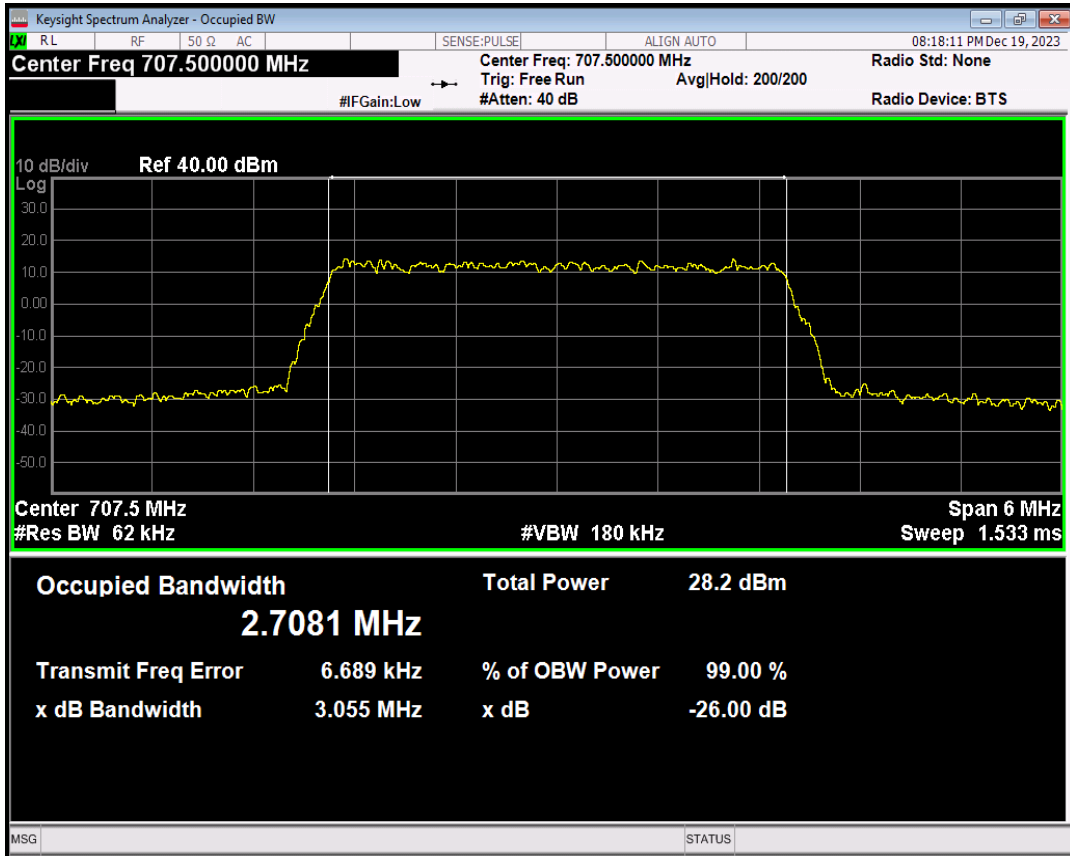 Keysight Spectrum Analyzer - Occupied BW
LXI RL RF 50 Ω AC SENSE:PULSE ALIGN AUTO 08:18:11 PM Dec 19, 2023
Center Freq 707.500000 MHz Center Freq: 707.500000 MHz Radio Std: None
Trig: Free Run Avg|Hold: 200/200
#IFGain:Low #Atten: 40 dB Radio Device: BTS
10 dB/div Ref 40.00 dBm
Log
30.0
20.0
10.0
0.00
-10.0
-20.0
-30.0
-40.0
-50.0
Center 707.5 MHz Span 6 MHz
#Res BW 62 kHz #VBW 180 kHz Sweep 1.533 ms
Occupied Bandwidth Total Power 28.2 dBm
2.7081 MHz
Transmit Freq Error 6.689 kHz % of OBW Power 99.00 %
x dB Bandwidth 3.055 MHz x dB -26.00 dB
MSG STATUS